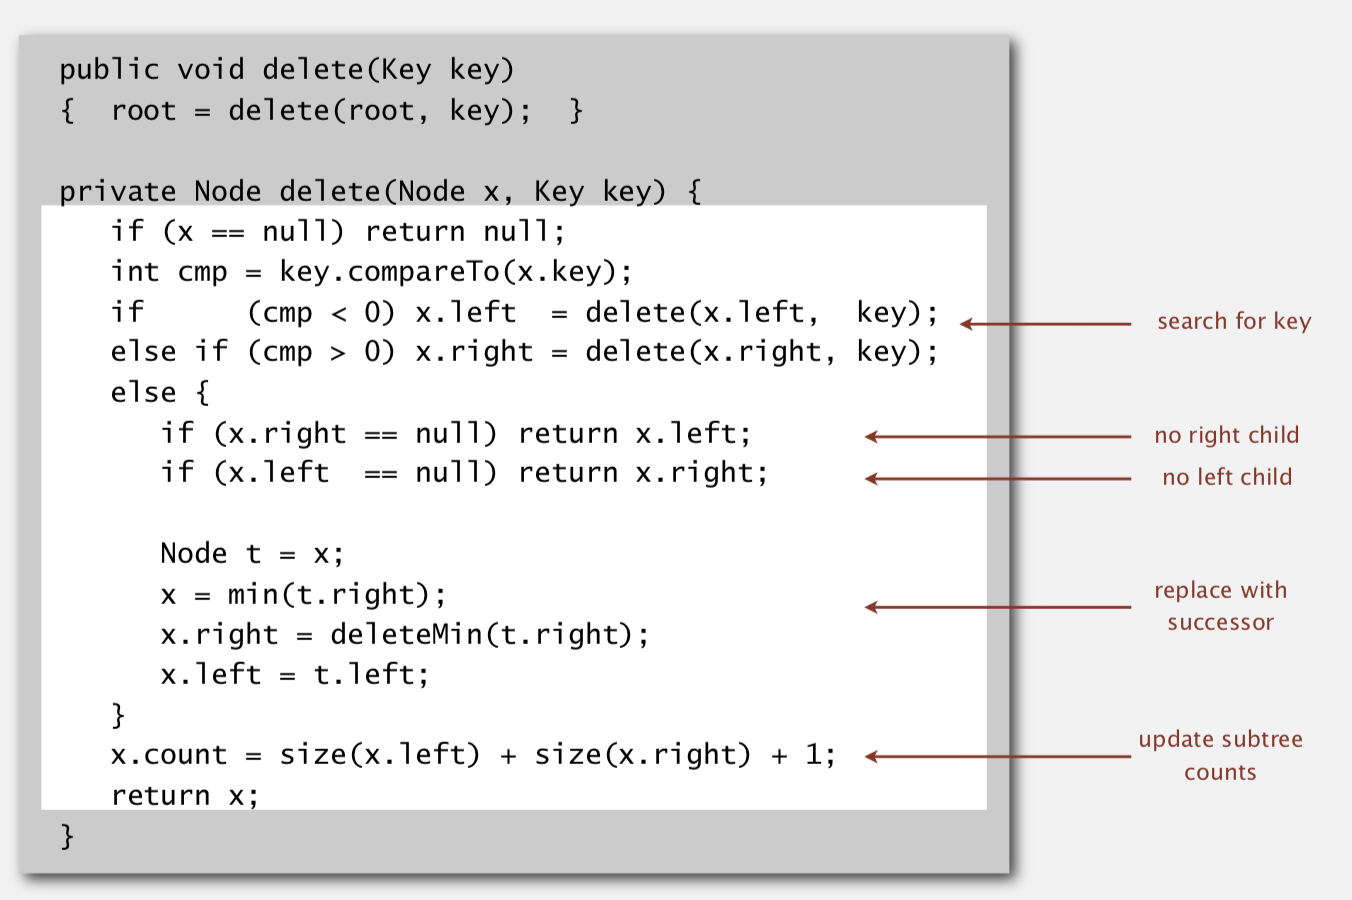 public void delete(Key key)
{  root = delete(root, key);  }
private Node delete(Node x, Key key) {
   if (x == null) return null;
   int cmp = key.compareTo(x.key);
   if      (cmp < 0) x.left  = delete(x.left,  key);
search for key
   else if (cmp > 0) x.right = delete(x.right, key);
   else {
      if (x.right == null) return x.left;
no right child
      if (x.left  == null) return x.right;
no left child
      Node t = x;
      x = min(t.right);
replace with
successor
      x.right = deleteMin(t.right);
      x.left = t.left;
   }
   x.count = size(x.left) + size(x.right) + 1;
update subtree
counts
   return x;
}